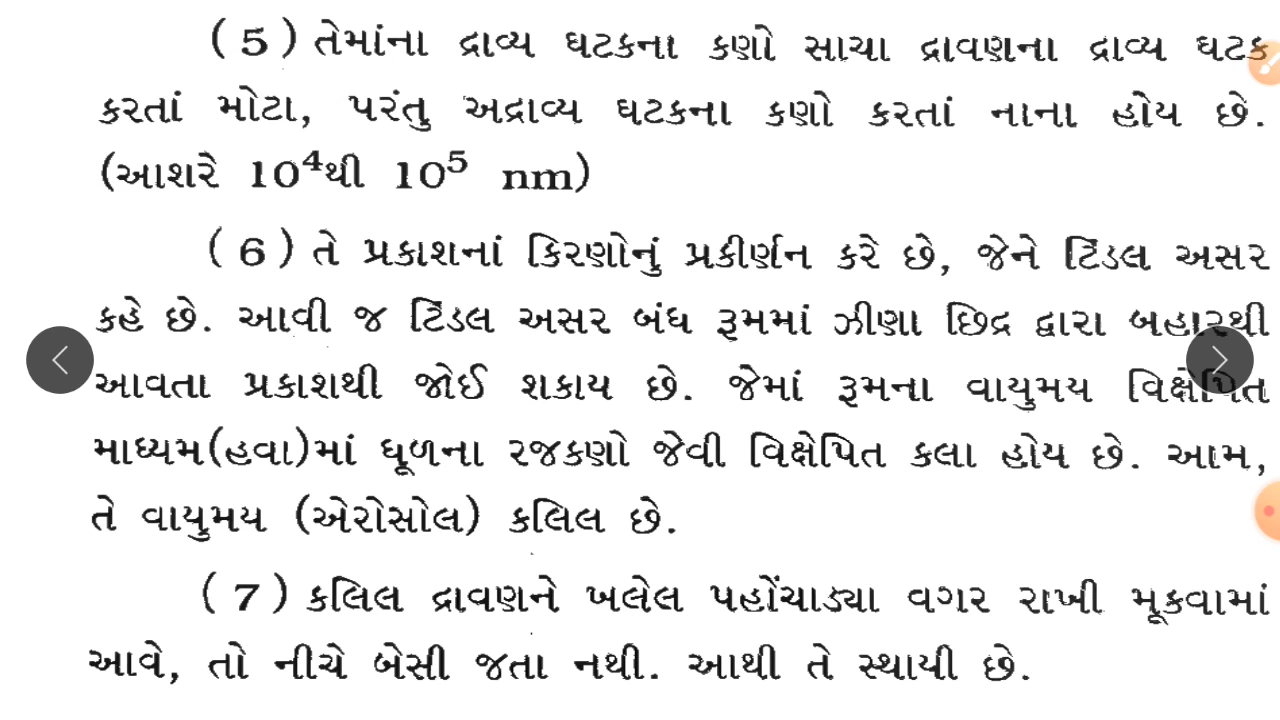 (5) તેમાંના દ્રાવ્ય ઘટકના કણો સાચા દ્રાવણના દ્રાવ્ય ઘટક
કરતાં મોટા, પરંતુ અદ્રાવ્ય ઘટકના કણો કરતાં નાના હોય છે.
(આશરે 10⁴થી 10⁵ nm)
(6) તે પ્રકાશનાં કિરણોનું પ્રકીર્ણન કરે છે, જેને ટિંડલ અસર
કહે છે. આવી જ ટિંડલ અસર બંધ રૂમમાં ઝીણા છિદ્ર દ્વારા બહારથી
આવતા પ્રકાશથી જોઈ શકાય છે. જેમાં રૂમના વાયુમય વિક્ષેપિત
માધ્યમ(હવા)માં ધૂળના રજકણો જેવી વિક્ષેપિત કલા હોય છે. આમ,
તે વાયુમય (એરોસોલ) કલિલ છે.
(7) કલિલ દ્રાવણને ખલેલ પહોંચાડ્યા વગર રાખી મૂકવામાં
આવે, તો નીચે બેસી જતા નથી. આથી તે સ્થાયી છે.